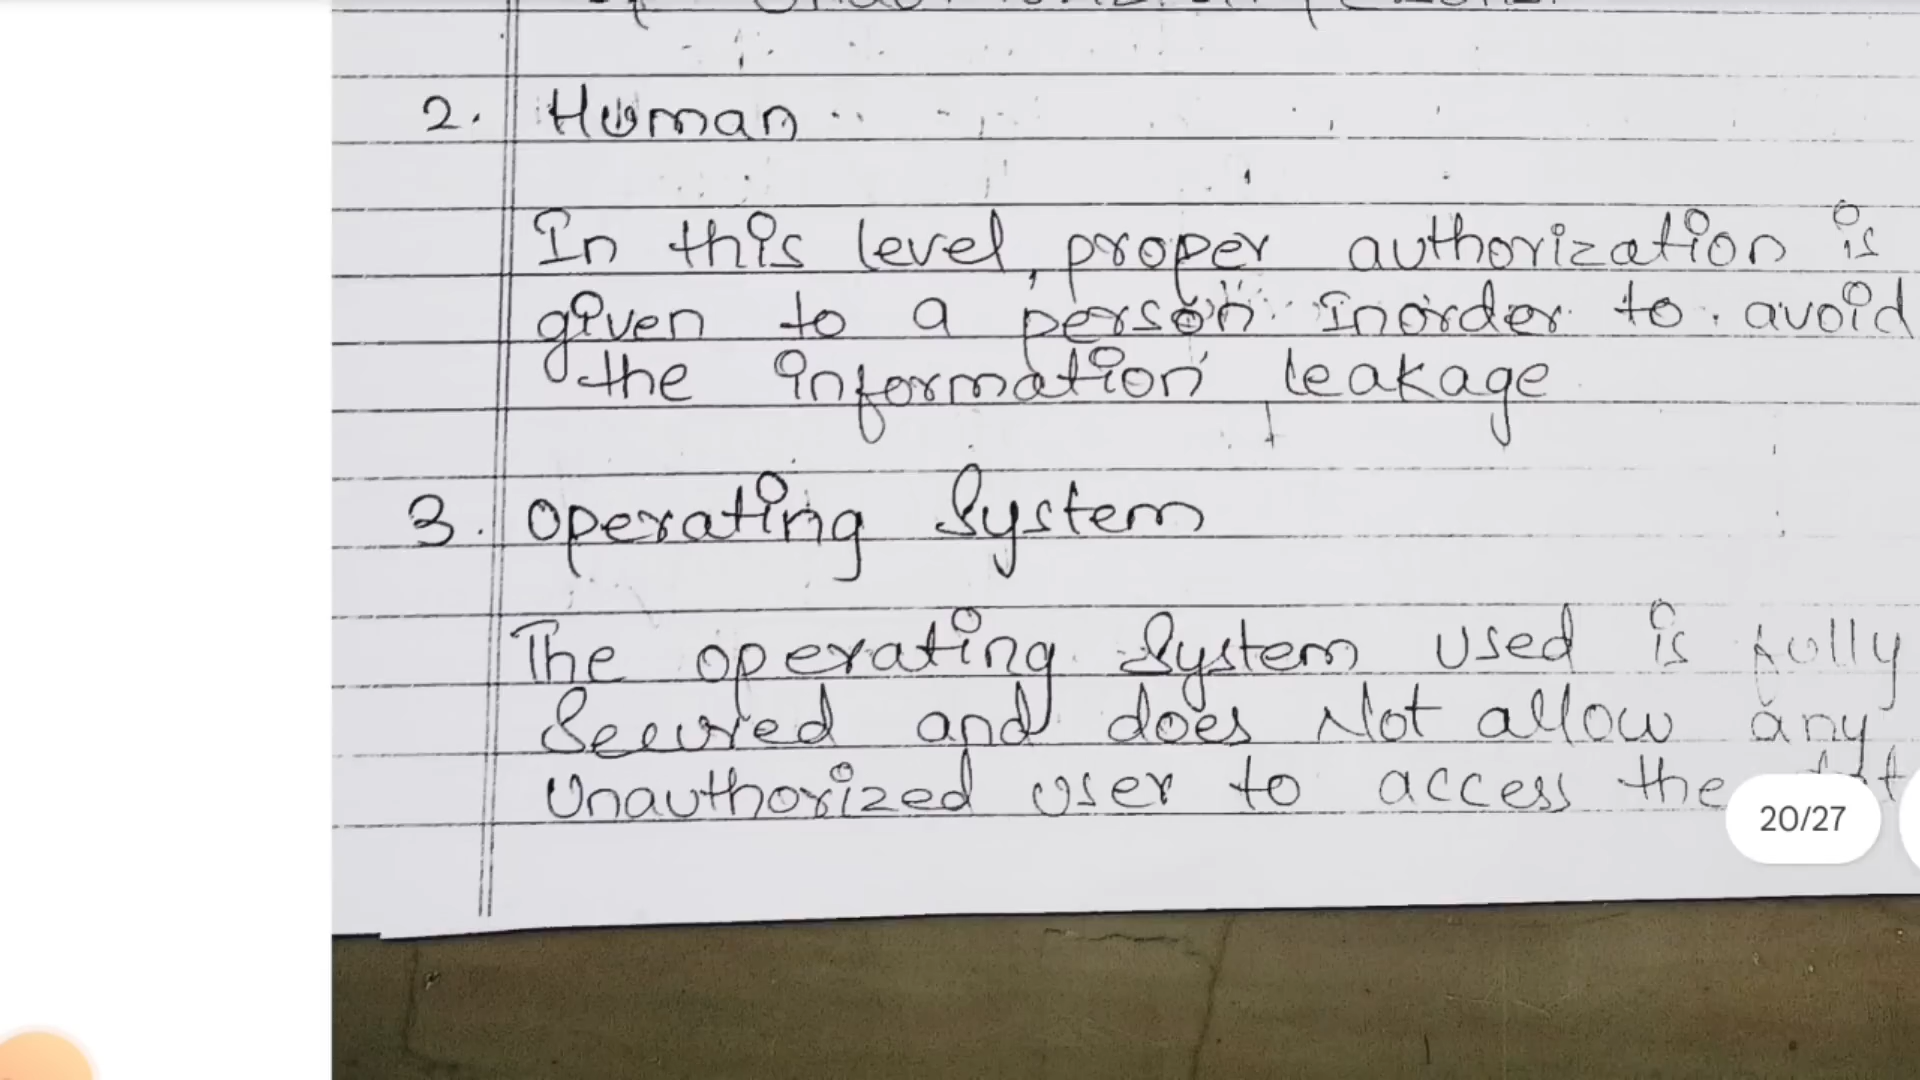 2. Human
In this level, proper authorization is
given to a person inorder to avoid
the information leakage
3. Operating System
The operating System used is fully
Secured and does Not allow any
Unauthorized user to access the
20/27